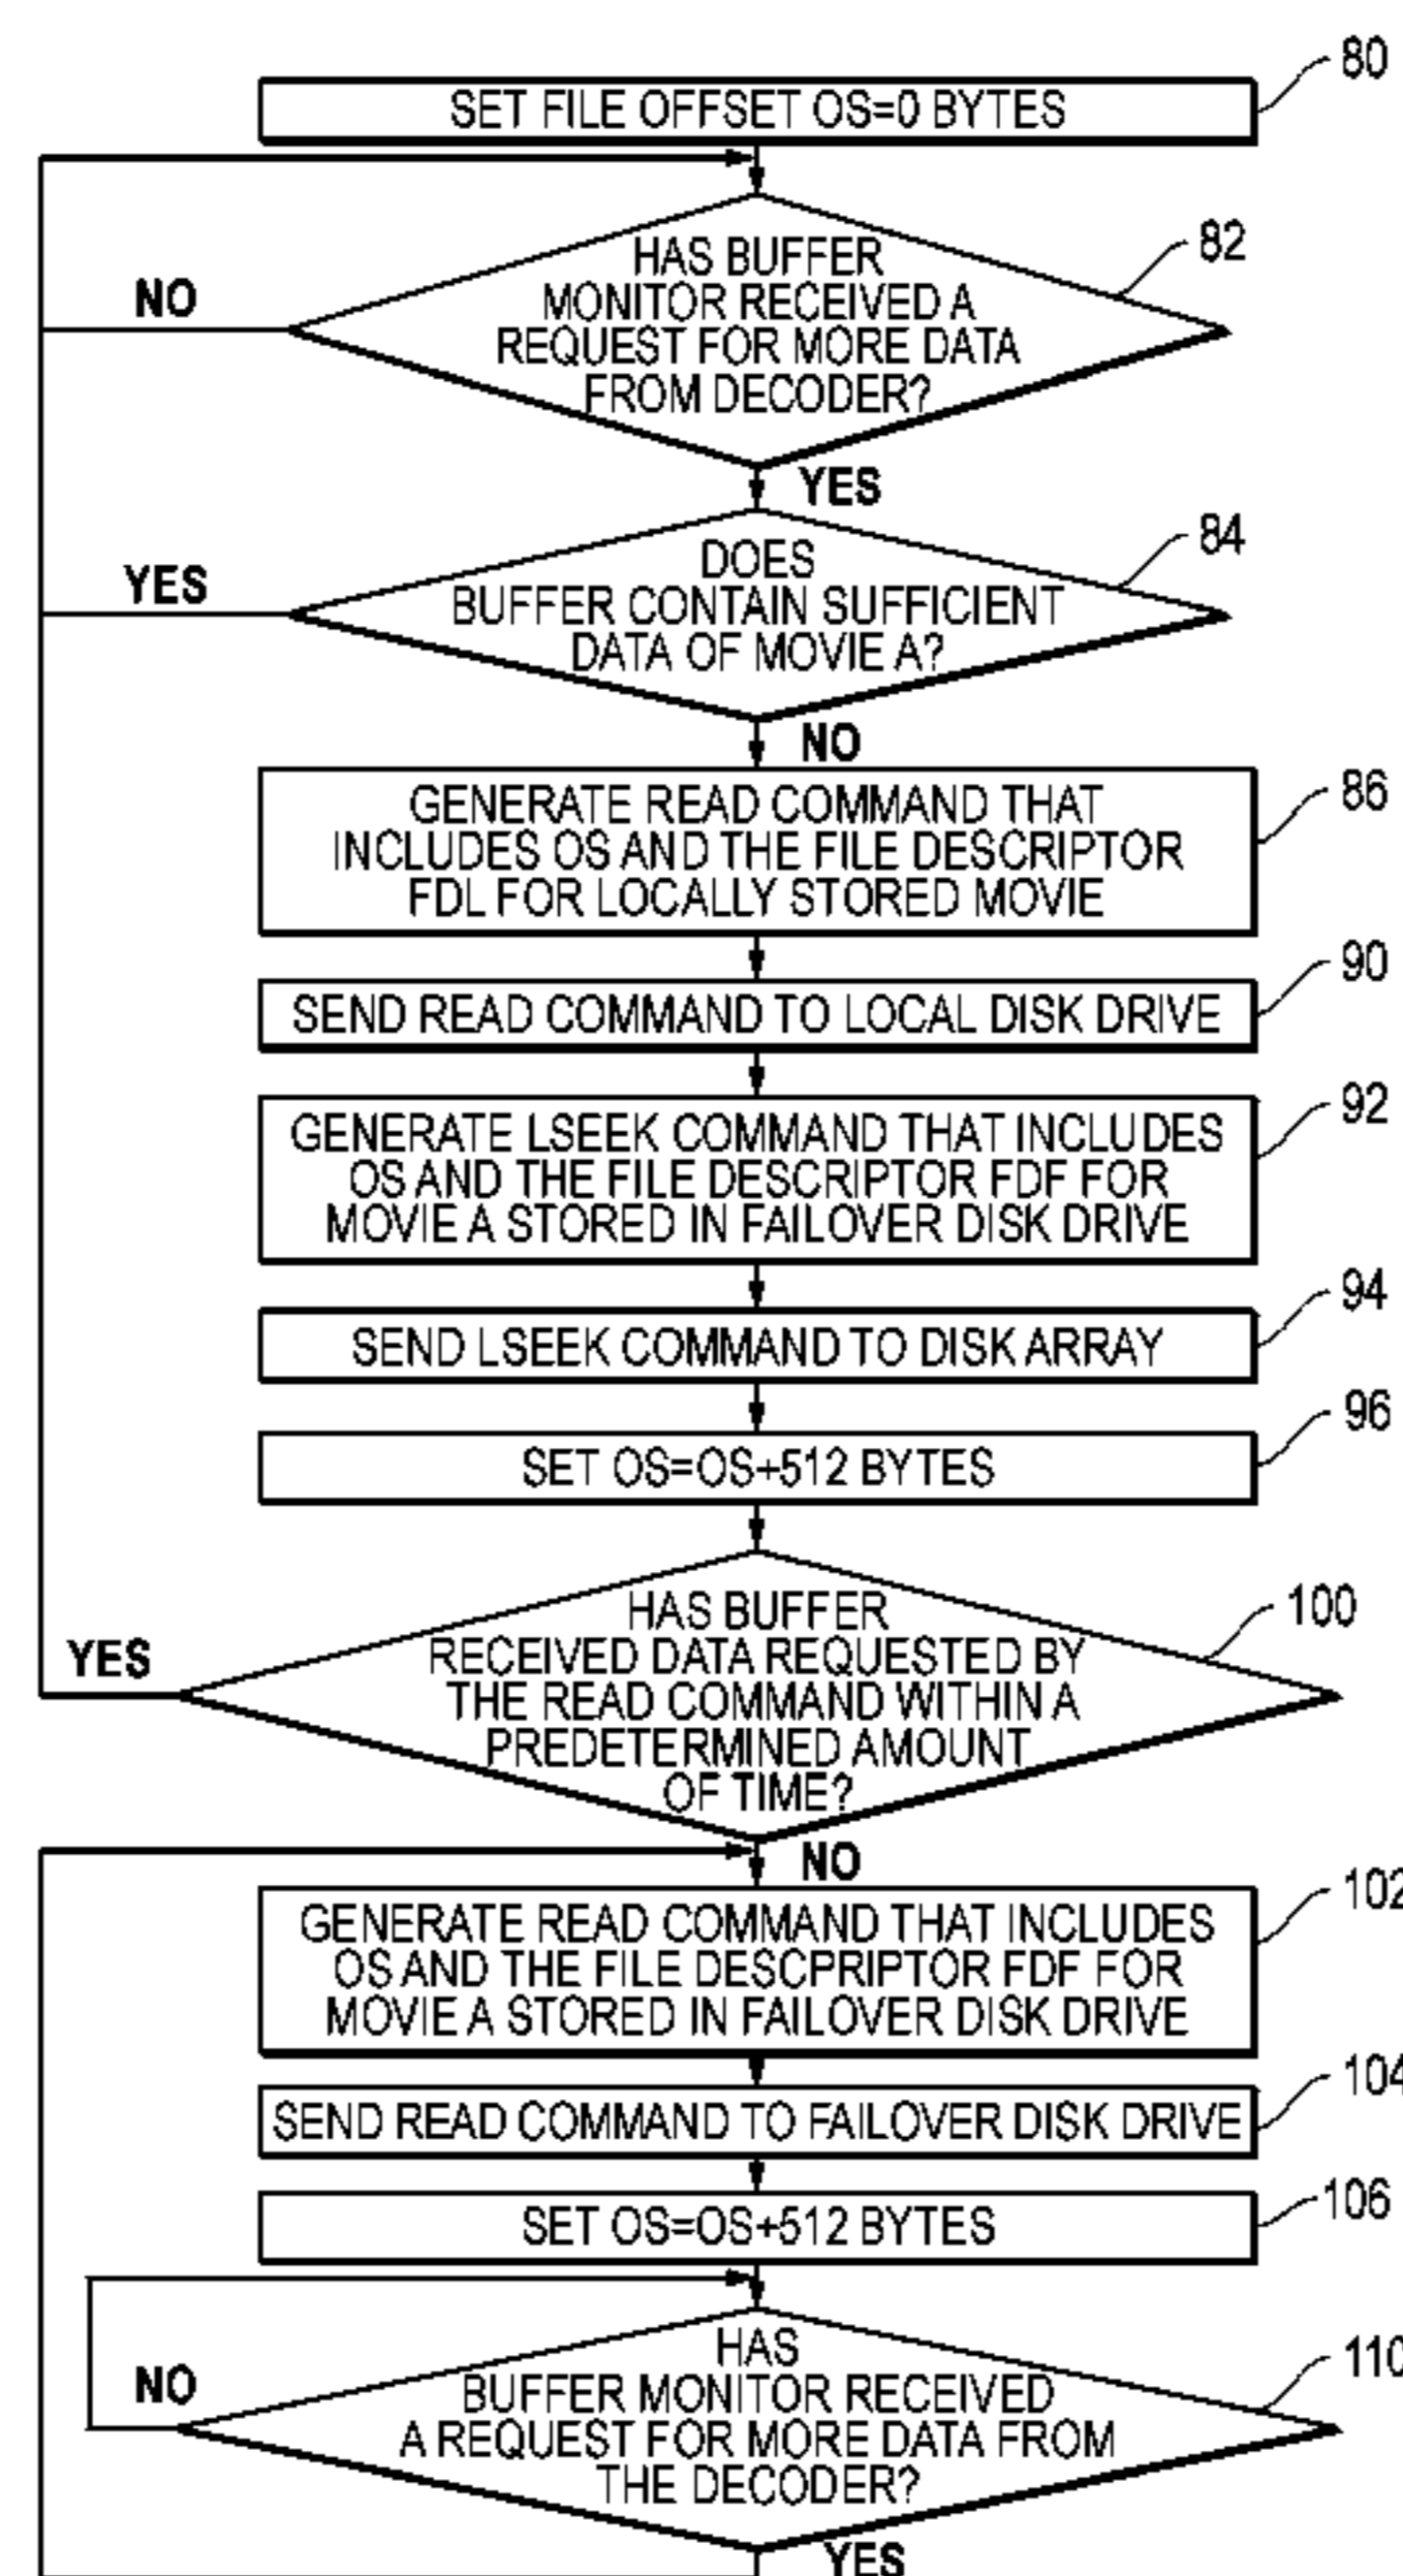 80
SET FILE OFFSET OS=0 BYTES
82
HAS BUFFER
MONITOR RECEIVED A
REQUEST FOR MORE DATA
FROM DECODER?
NO
YES
84
DOES
BUFFER CONTAIN SUFFICIENT
DATA OF MOVIE A?
YES
NO
86
GENERATE READ COMMAND THAT
INCLUDES OS AND THE FILE DESCRIPTOR
FDL FOR LOCALLY STORED MOVIE
90
SEND READ COMMAND TO LOCAL DISK DRIVE
92
GENERATE LSEEK COMMAND THAT INCLUDES
OS AND THE FILE DESCRIPTOR FDF FOR
MOVIE A STORED IN FAILOVER DISK DRIVE
94
SEND LSEEK COMMAND TO DISK ARRAY
96
SET OS=OS+512 BYTES
100
HAS BUFFER
RECEIVED DATA REQUESTED BY
THE READ COMMAND WITHIN A
PREDETERMINED AMOUNT
OF TIME?
YES
NO
102
GENERATE READ COMMAND THAT INCLUDES
OS AND THE FILE DESCPRIPTOR FDF FOR
MOVIE A STORED IN FAILOVER DISK DRIVE
104
SEND READ COMMAND TO FAILOVER DISK DRIVE
106
SET OS=OS+512 BYTES
110
HAS
BUFFER MONITOR RECEIVED
A REQUEST FOR MORE DATA FROM
THE DECODER?
NO
YES